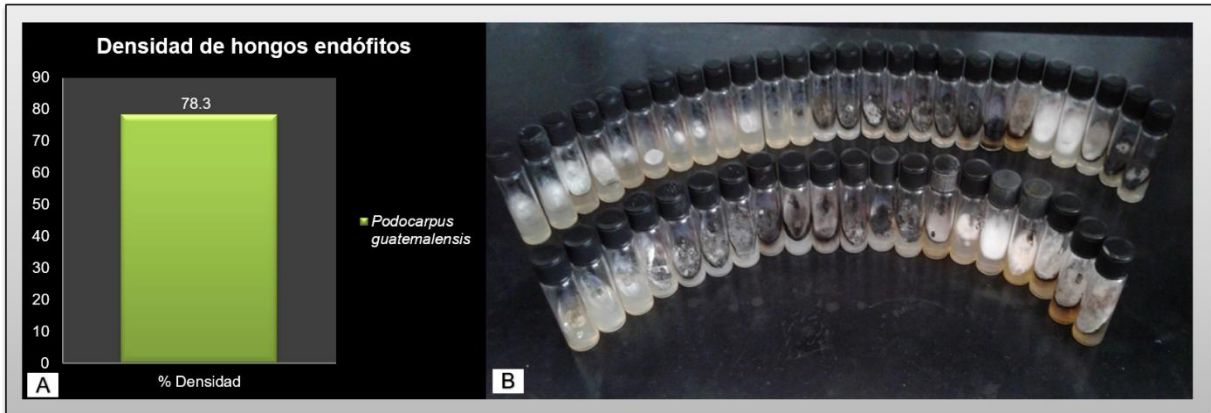 Densidad de hongos endófitos
90
80
70
60
50
40
30
20
10
0
78.3
% Densidad
Podocarpus
guatemalensis
A
B